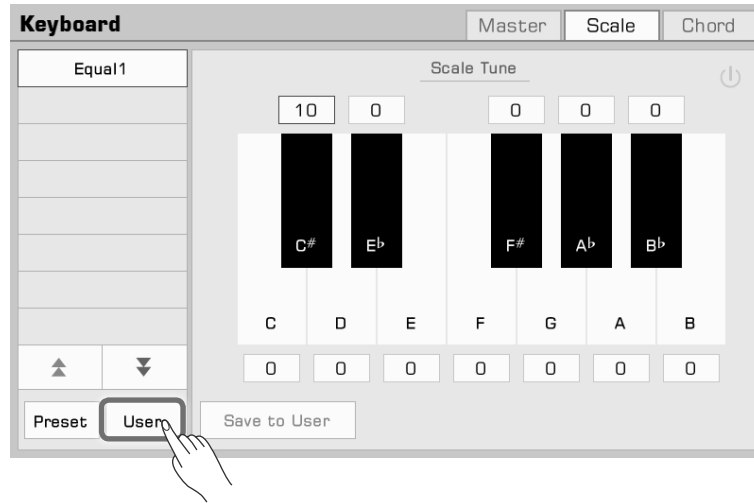 Keyboard Master Scale Chord
Equal1
Scale Tune
10 0 0 0 0
C# E♭ F# A♭ B♭
C D E F G A B
0 0 0 0 0 0 0
Preset User
Save to User